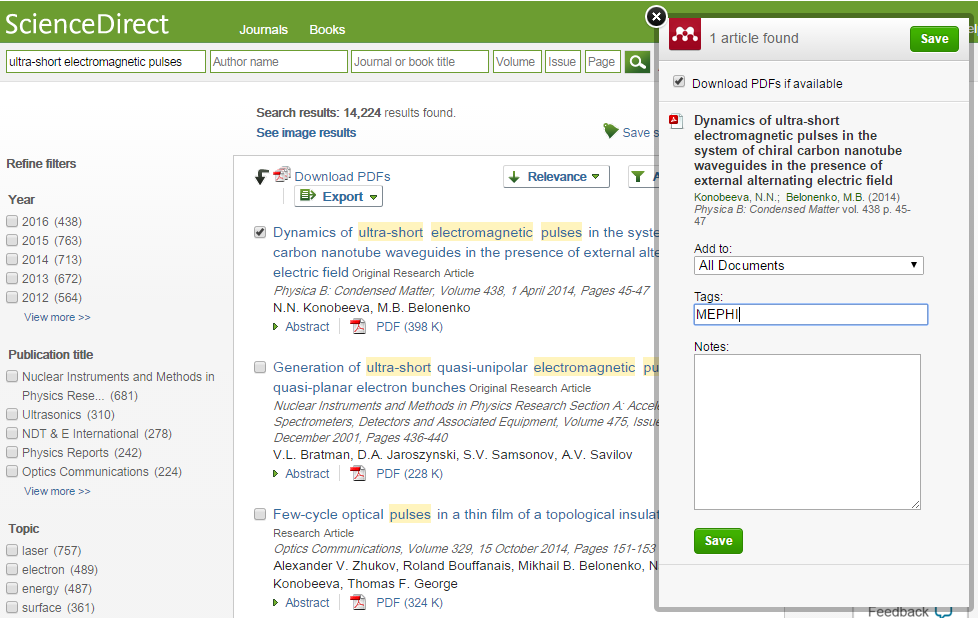 ScienceDirect
Journals Books
ultra-short electromagnetic pulses Author name Journal or book title Volume Issue Page
Search results: 14,224 results found.
See image results
Save s
Refine filters
Year
2016 (438)
2015 (763)
2014 (713)
2013 (672)
2012 (564)
View more >>
Publication title
Nuclear Instruments and Methods in
Physics Rese... (681)
Ultrasonics (310)
NDT & E International (278)
Physics Reports (242)
Optics Communications (224)
View more >>
Topic
laser (757)
electron (489)
energy (487)
surface (361)
Download PDFs
Export
Relevance
A
Dynamics of ultra-short electromagnetic pulses in the syste
carbon nanotube waveguides in the presence of external alte
electric field Original Research Article
Physica B: Condensed Matter, Volume 438, 1 April 2014, Pages 45-47
N.N. Konobeeva, M.B. Belonenko
Abstract PDF (398 K)
Generation of ultra-short quasi-unipolar electromagnetic pu
quasi-planar electron bunches Original Research Article
Nuclear Instruments and Methods in Physics Research Section A: Accele
Spectrometers, Detectors and Associated Equipment, Volume 475, Issue
December 2001, Pages 436-440
V.L. Bratman, D.A. Jaroszynski, S.V. Samsonov, A.V. Savilov
Abstract PDF (228 K)
Few-cycle optical pulses in a thin film of a topological insulat
Research Article
Optics Communications, Volume 329, 15 October 2014, Pages 151-153
Alexander V. Zhukov, Roland Bouffanais, Mikhail B. Belonenko, N
Konobeeva, Thomas F. George
Abstract PDF (324 K)
1 article found
Save
Download PDFs if available
Dynamics of ultra-short
electromagnetic pulses in the
system of chiral carbon nanotube
waveguides in the presence of
external alternating electric field
Konobeeva, N.N.; Belonenko, M.B. (2014)
Physica B: Condensed Matter vol. 438 p. 45-
47
Add to:
All Documents
Tags:
MEPHI
Notes:
Save
Feedback